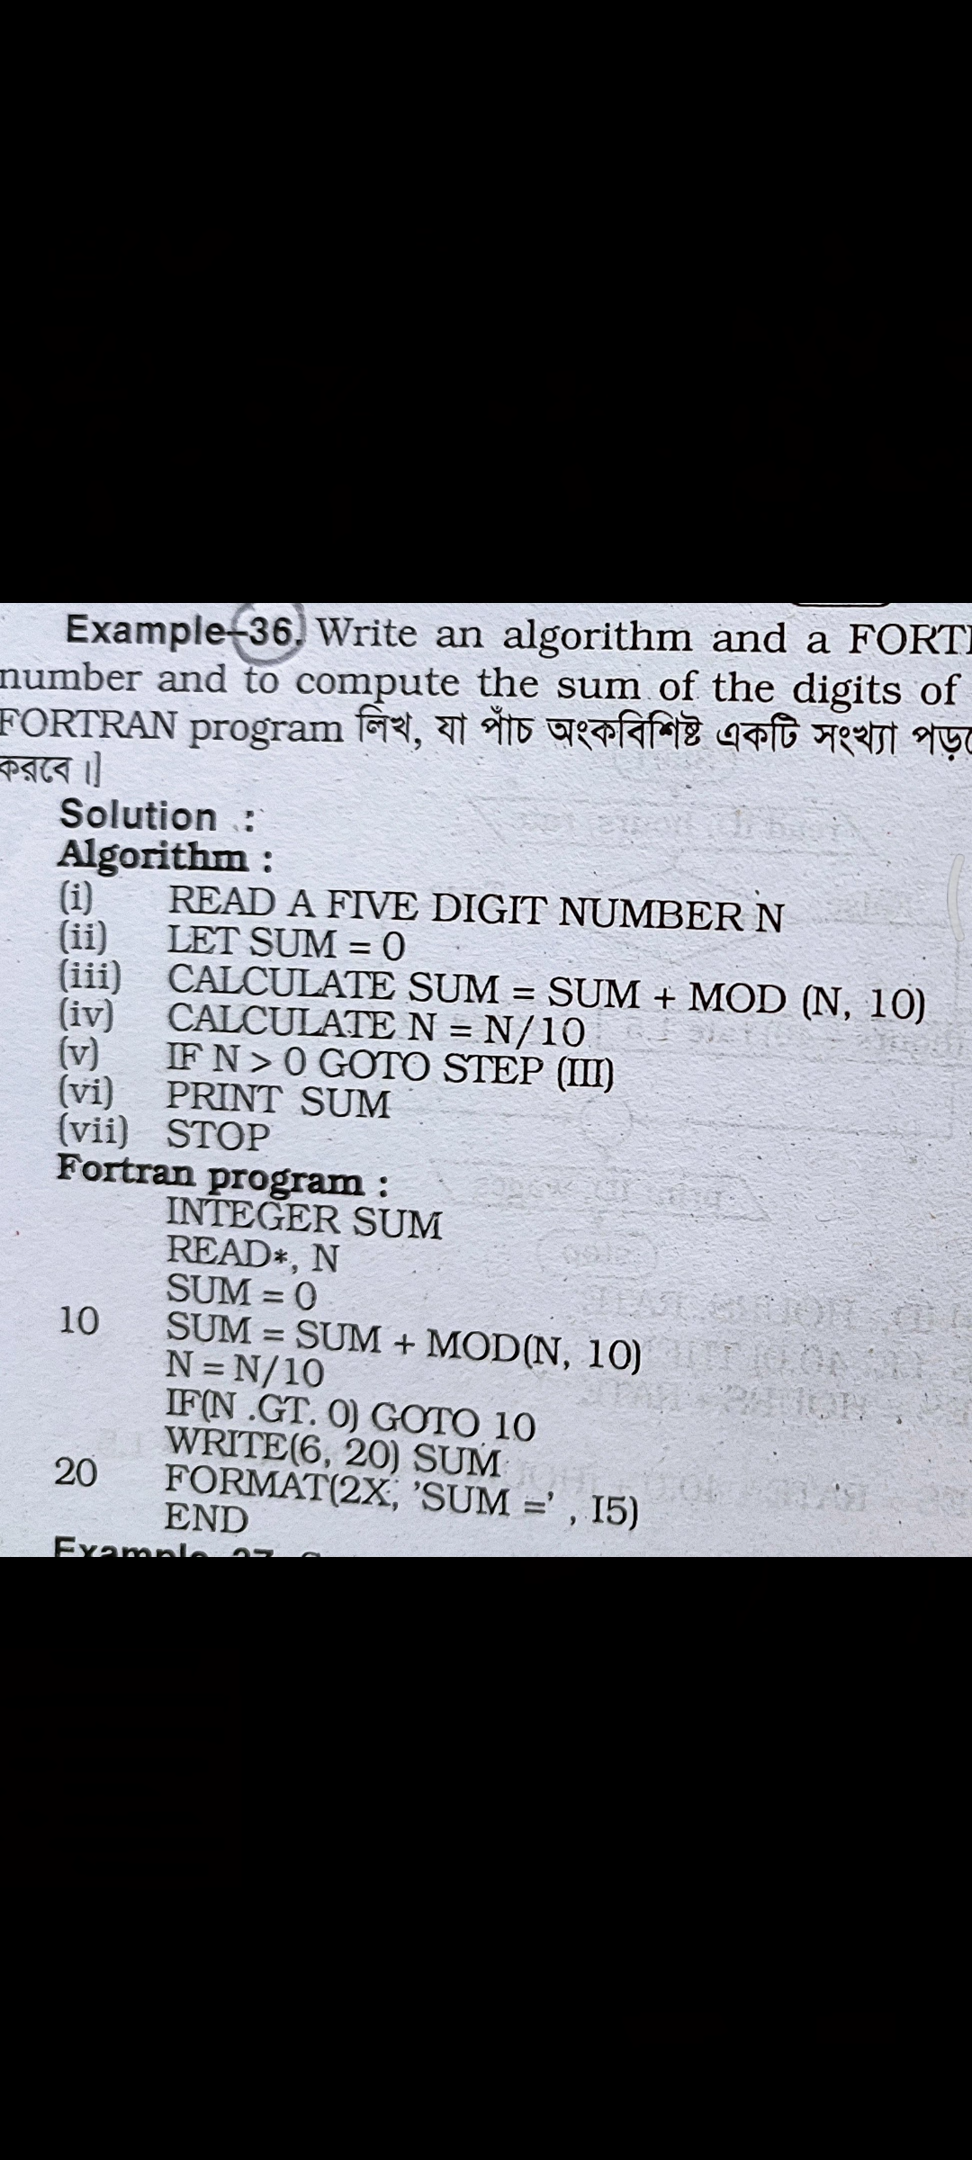 Example–36. Write an algorithm and a FORT
number and to compute the sum of the digits of
FORTRAN program লিখ, যা পাঁচ অংকবিশিষ্ট একটি সংখ্যা
করবে।]
Solution :
Algorithm :
(i) READ A FIVE DIGIT NUMBER N
(ii) LET SUM = 0
(iii) CALCULATE SUM = SUM + MOD (N, 10)
(iv) CALCULATE N = N/10
(v) IF N > 0 GOTO STEP (III)
(vi) PRINT SUM
(vii) STOP
Fortran program :
INTEGER SUM
READ*, N
SUM = 0
10 SUM = SUM + MOD(N, 10)
N = N/10
IF(N .GT. 0) GOTO 10
WRITE(6, 20) SUM
20 FORMAT(2X, 'SUM =' , I5)
END